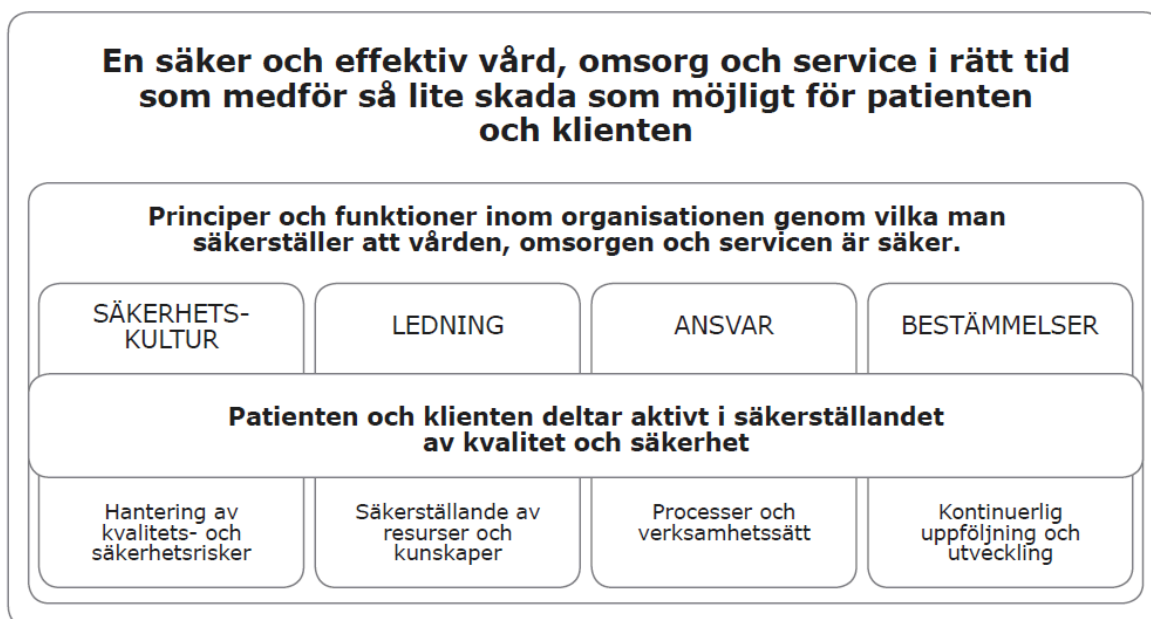 En säker och effektiv vård, omsorg och service i rätt tid
som medför så lite skada som möjligt för patienten
och klienten
Principer och funktioner inom organisationen genom vilka man
säkerställer att vården, omsorgen och servicen är säker.
SÄKERHETS-
KULTUR
LEDNING
ANSVAR
BESTÄMMELSER
Patienten och klienten deltar aktivt i säkerställandet
av kvalitet och säkerhet
Hantering av
kvalitets- och
säkerhetsrisker
Säkerställande av
resurser och
kunskaper
Processer och
verksamhetssätt
Kontinuerlig
uppföljning och
utveckling